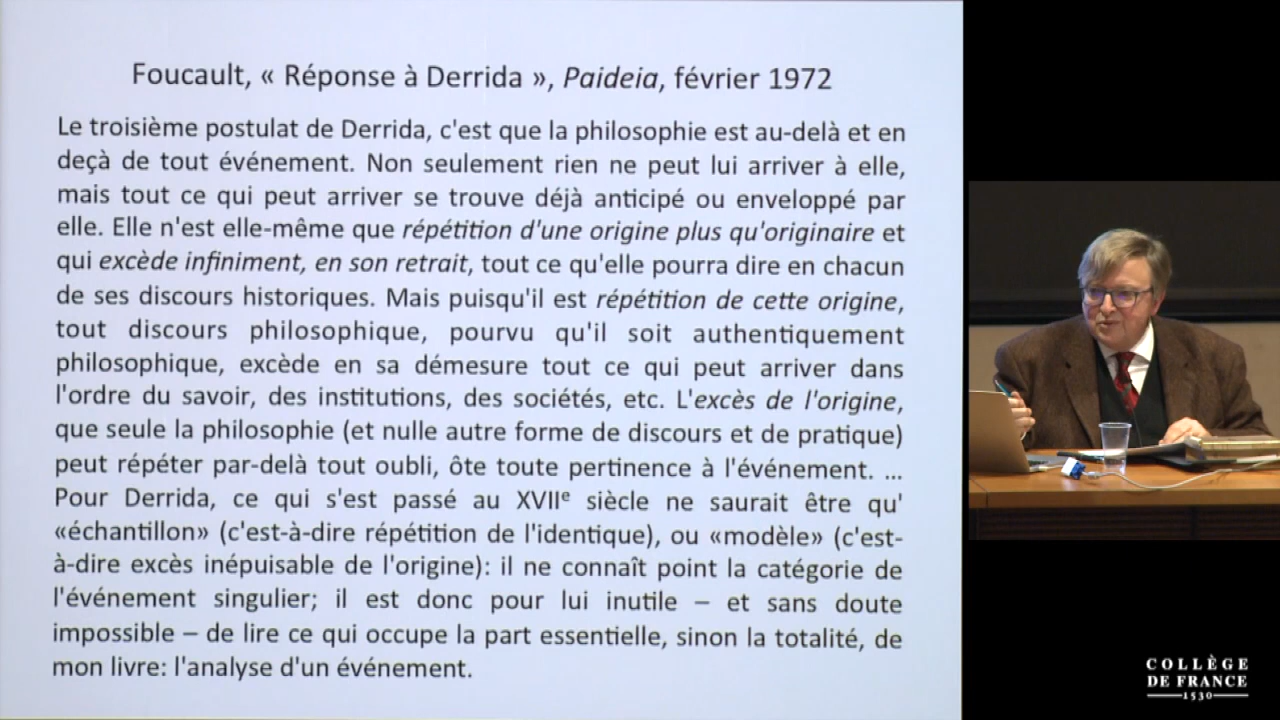 Foucault, « Réponse à Derrida », Paideia, février 1972
Le troisième postulat de Derrida, c'est que la philosophie est au-delà et en
deçà de tout événement. Non seulement rien ne peut lui arriver à elle,
mais tout ce qui peut arriver se trouve déjà anticipé ou enveloppé par
elle. Elle n'est elle-même que répétition d'une origine plus qu'originaire et
qui excède infiniment, en son retrait, tout ce qu'elle pourra dire en chacun
de ses discours historiques. Mais puisqu'il est répétition de cette origine,
tout discours philosophique, pourvu qu'il soit authentiquement
philosophique, excède en sa démesure tout ce qui peut arriver dans
l'ordre du savoir, des institutions, des sociétés, etc. L'excès de l'origine,
que seule la philosophie (et nulle autre forme de discours et de pratique)
peut répéter par-delà tout oubli, ôte toute pertinence à l'événement. ...
Pour Derrida, ce qui s'est passé au XVIIe siècle ne saurait être qu'
«échantillon» (c'est-à-dire répétition de l'identique), ou «modèle» (c'est-
à-dire excès inépuisable de l'origine): il ne connaît point la catégorie de
l'événement singulier; il est donc pour lui inutile – et sans doute
impossible – de lire ce qui occupe la part essentielle, sinon la totalité, de
mon livre: l'analyse d'un événement.
COLLÈGE
DE FRANCE
1530